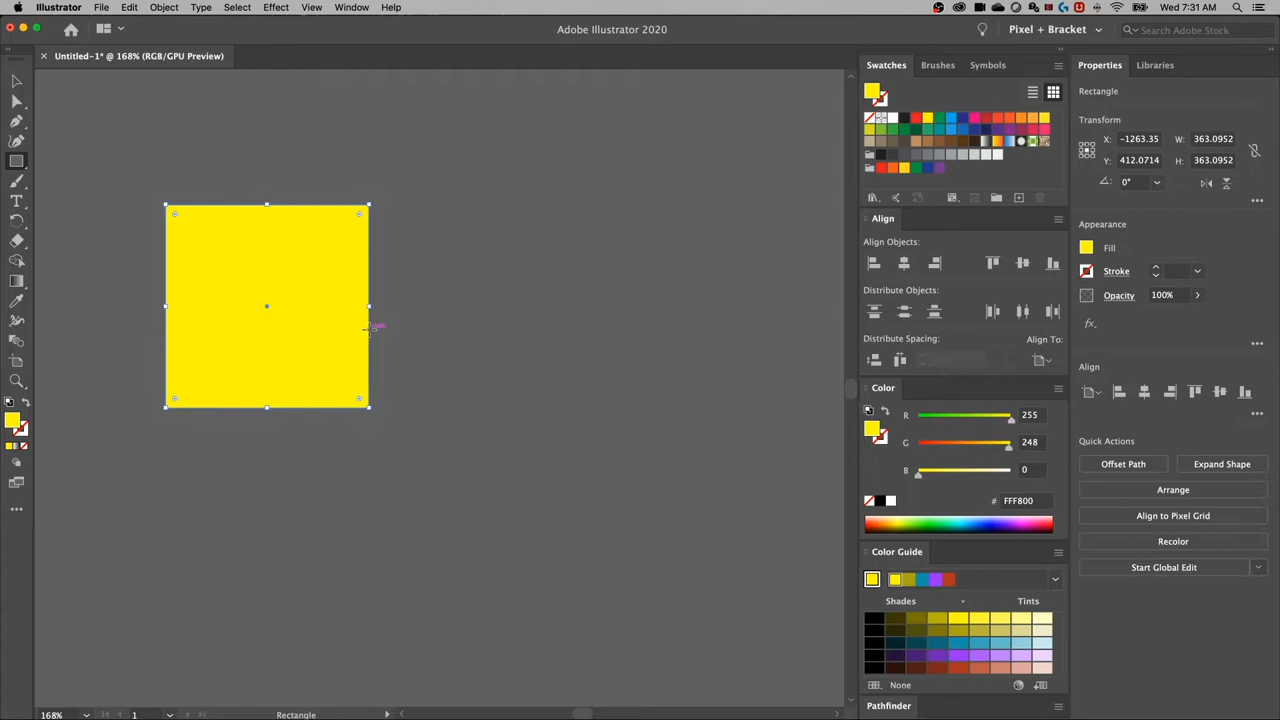 Illustrator File Edit Object Type Select Effect View Window Help Wed 7:31 AM
Adobe Illustrator 2020 Pixel + Bracket Search Adobe Stock
Untitled-1* @ 168% (RGB/GPU Preview)
Swatches Brushes Symbols
Properties Libraries
Rectangle
Transform
X: -1263.35 W: 363.0952
Y: 412.0714 H: 363.0952
0°
Align
Align Objects:
Distribute Objects:
Distribute Spacing: Align To:
Appearance
Fill
Stroke
Opacity 100%
fx.
Align
Color
R 255
G 248
B 0
# FFF800
Quick Actions
Offset Path Expand Shape
Arrange
Align to Pixel Grid
Recolor
Start Global Edit
Color Guide
Shades Tints
None
Pathfinder
168% 1 Rectangle